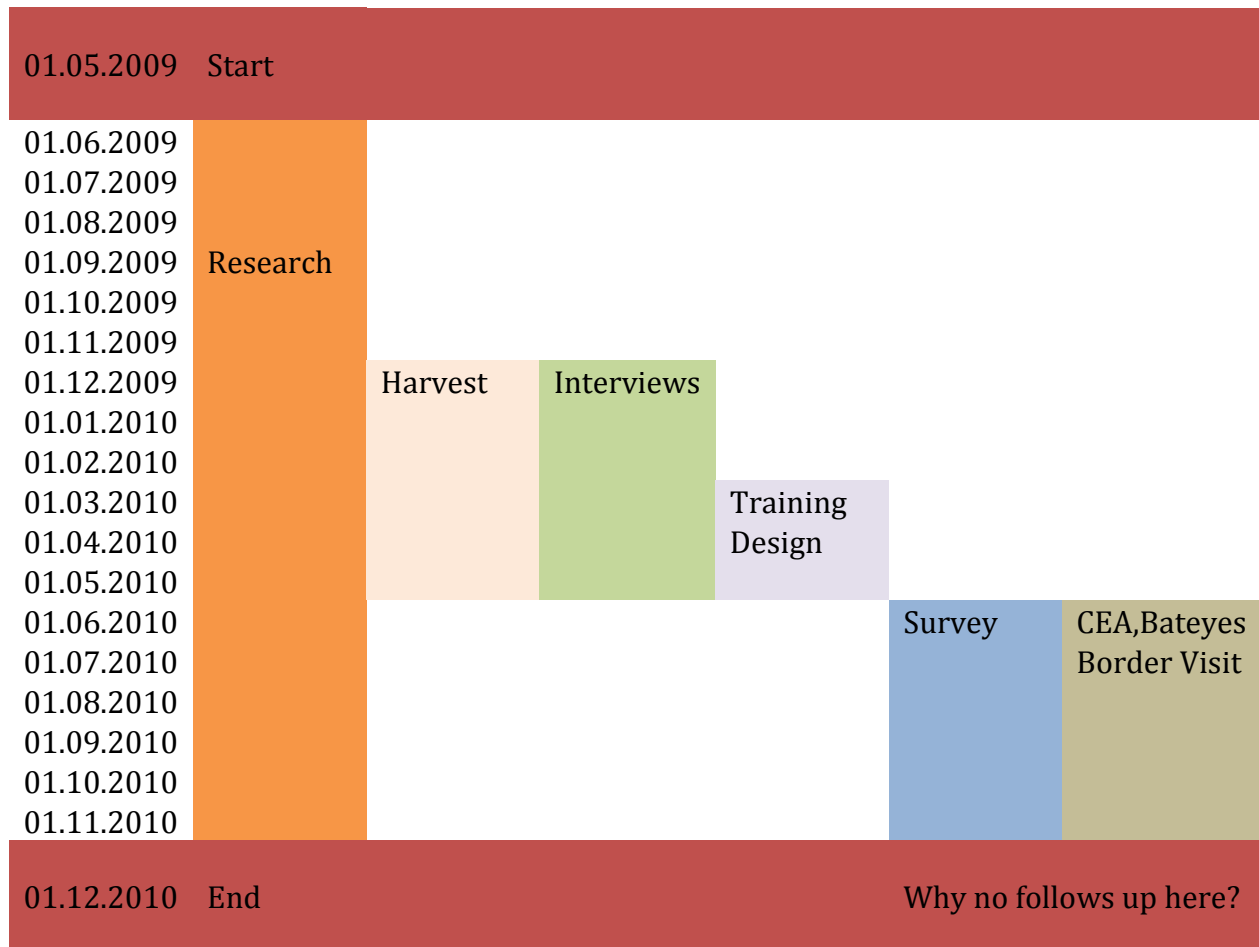 01.05.2009 Start
01.06.2009
01.07.2009
01.08.2009
01.09.2009 Research
01.10.2009
01.11.2009
01.12.2009 Harvest Interviews
01.01.2010
01.02.2010
01.03.2010 Training
01.04.2010 Design
01.05.2010
01.06.2010 Survey CEA,Bateyes
01.07.2010 Border Visit
01.08.2010
01.09.2010
01.10.2010
01.11.2010
01.12.2010 End Why no follows up here?